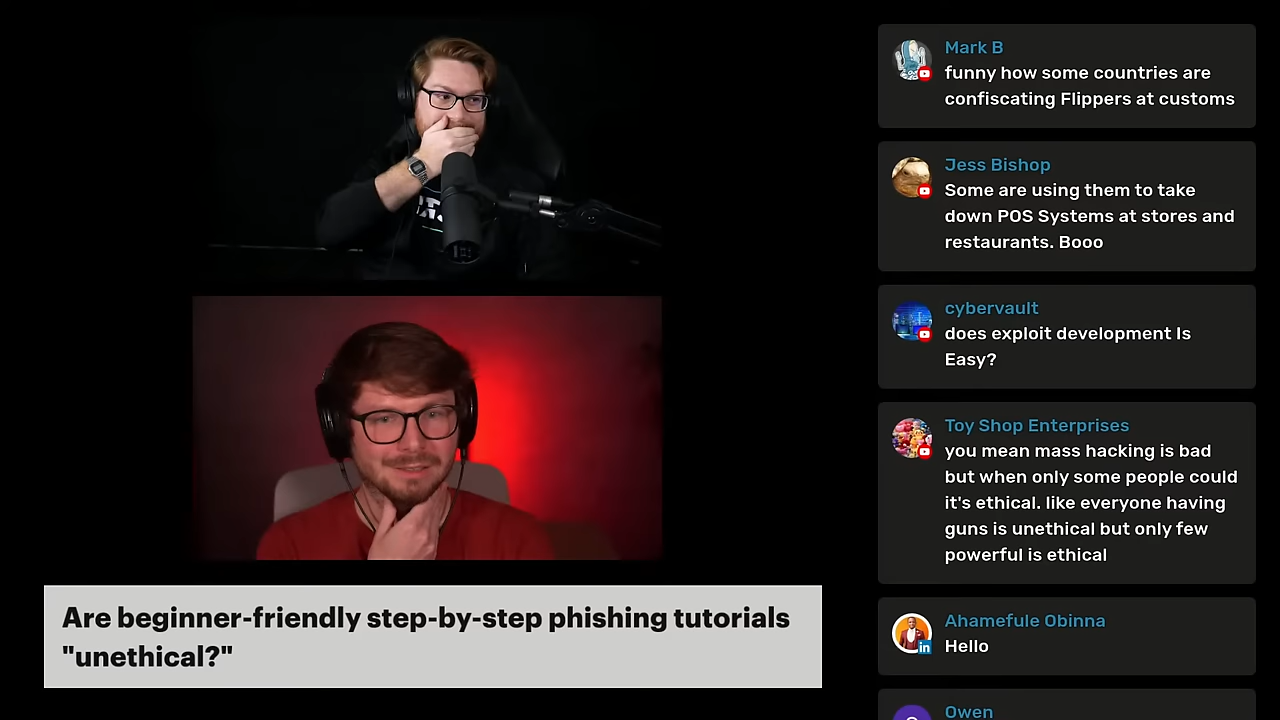 Mark B
funny how some countries are
confiscating Flippers at customs
Jess Bishop
Some are using them to take
down POS Systems at stores and
restaurants. Booo
cybervault
does exploit development Is
Easy?
Toy Shop Enterprises
you mean mass hacking is bad
but when only some people could
it's ethical. like everyone having
guns is unethical but only few
powerful is ethical
Ahamefule Obinna
Hello
Owen
Are beginner-friendly step-by-step phishing tutorials
"unethical?"